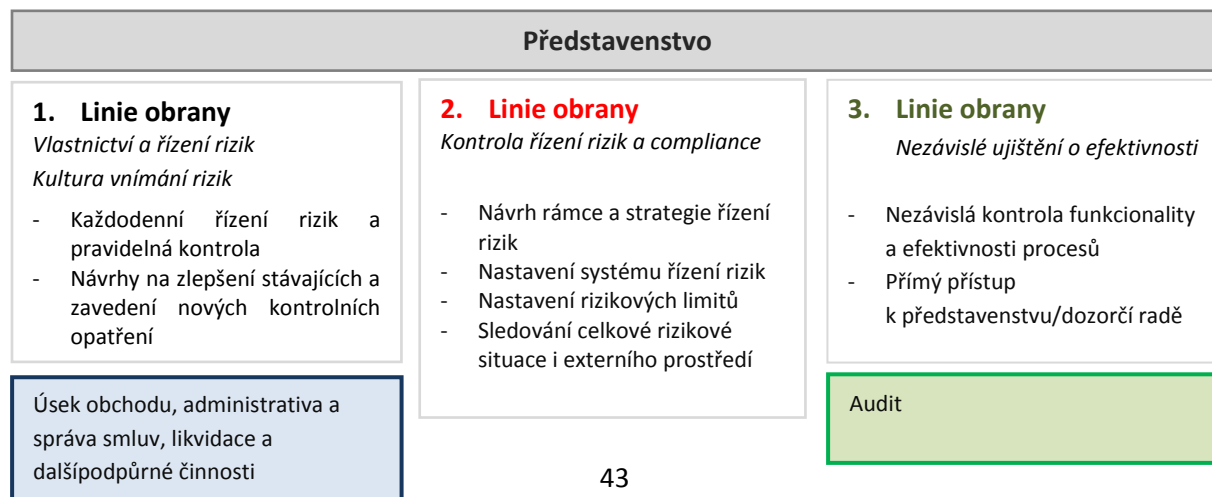 Představenstvo
1. Linie obrany
Vlastnictví a řízení rizik
Kultura vnímání rizik
- Každodenní řízení rizik a
pravidelná kontrola
- Návrhy na zlepšení stávajících a
zavedení nových kontrolních
opatření
Úsek obchodu, administrativa a
správa smluv, likvidace a
dalšípodpůrné činnosti
2. Linie obrany
Kontrola řízení rizik a compliance
- Návrh rámce a strategie řízení
rizik
- Nastavení systému řízení rizik
- Nastavení rizikových limitů
- Sledování celkové rizikové
situace i externího prostředí
3. Linie obrany
Nezávislé ujištění o efektivnosti
- Nezávislá kontrola funkcionality
a efektivnosti procesů
- Přímý přístup
k představenstvu/dozorčí radě
Audit
43